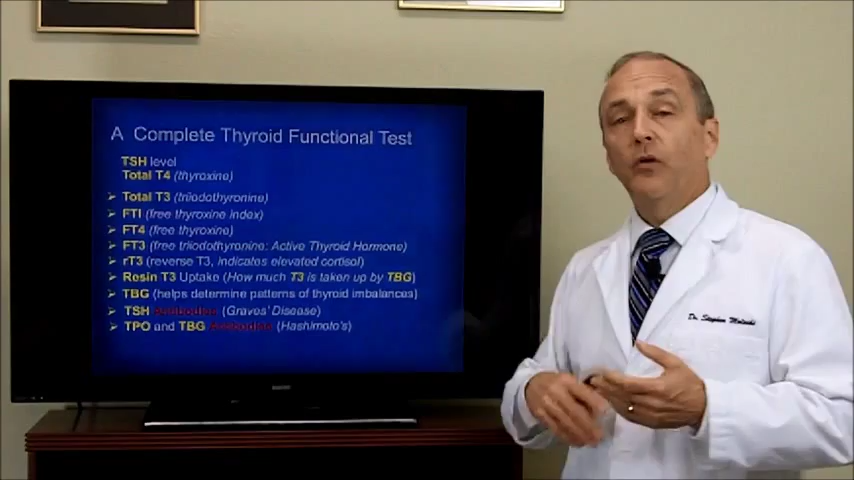 A Complete Thyroid Functional Test
TSH level
Total T4 (thyroxine)
➢ Total T3 (triiodothyronine)
➢ FTI (free thyroxine index)
➢ FT4 (free thyroxine)
➢ FT3 (free triiodothyronine: Active Thyroid Hormone)
➢ rT3 (reverse T3, indicates elevated cortisol)
➢ Resin T3 Uptake (How much T3 is taken up by TBG)
➢ TBG (helps determine patterns of thyroid imbalances)
➢ TSH Antibodies (Graves' Disease)
➢ TPO and TBG Antibodies (Hashimoto's)
Dr. Stephen